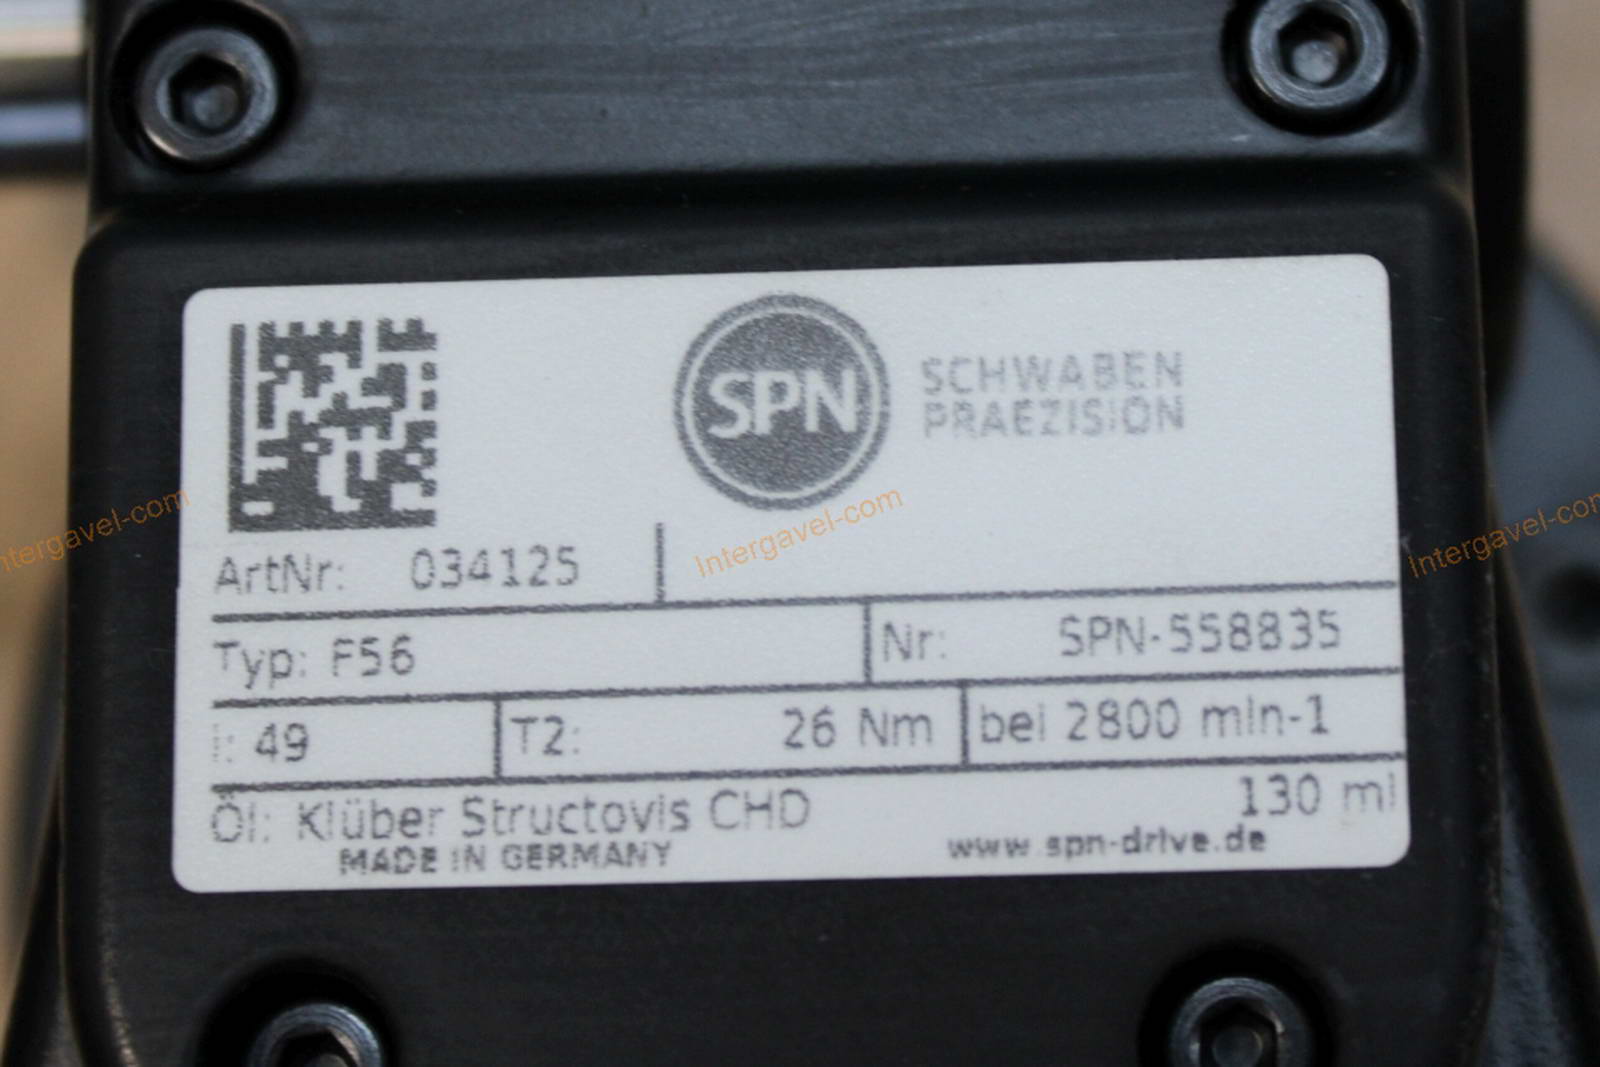 SPN
SCHWABEN
PRAEZISION
ArtNr: 034125
Typ: F56 Nr: SPN-558835
i: 49 T2: 26 Nm bei 2800 min-1
Öl: Klüber Structovis CHD 130 ml
MADE IN GERMANY www.spn-drive.de
Intergavel-com
Intergavel-com
Intergavel-com